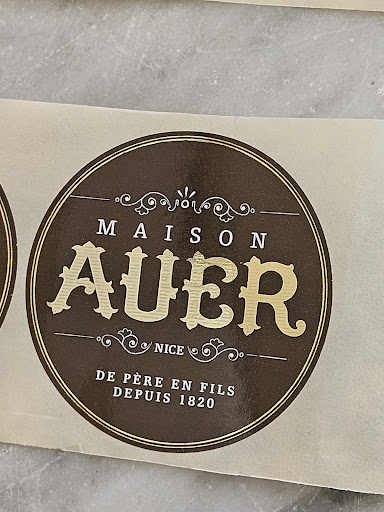 MAISON
AUER
NICE
DE PÈRE EN FILS
DEPUIS 1820